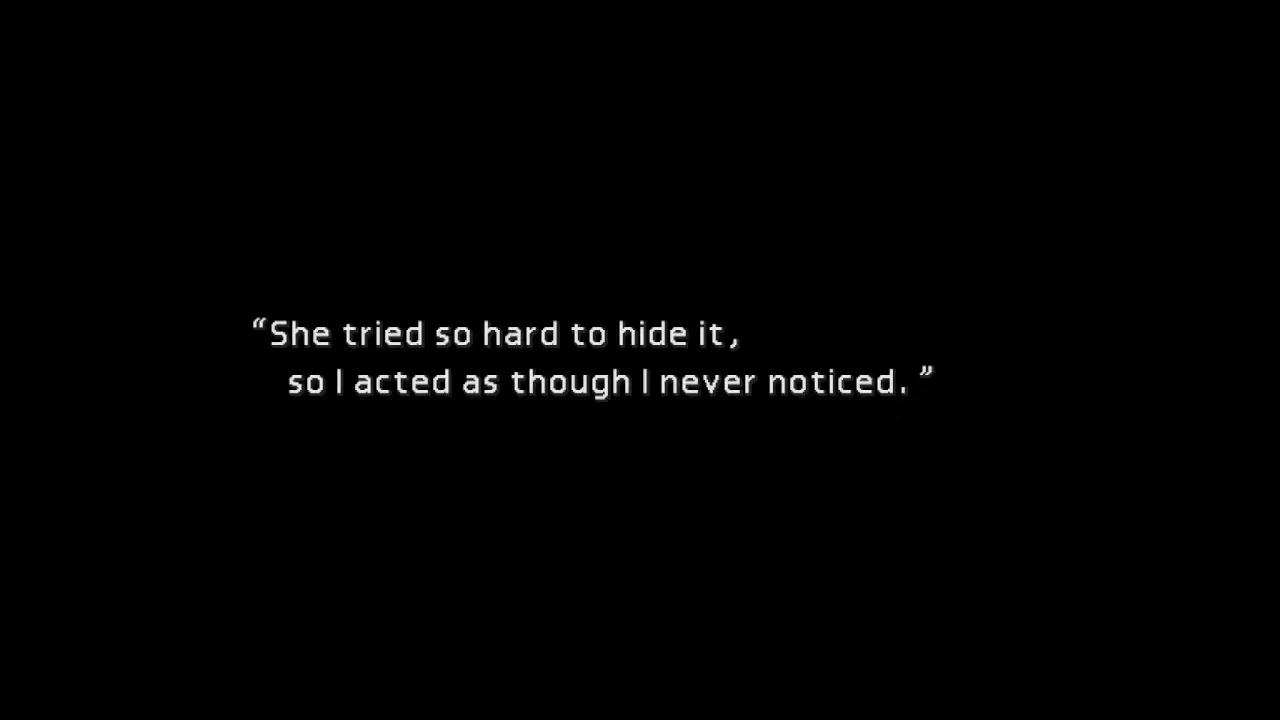 “She tried so hard to hide it,
so I acted as though I never noticed. ”